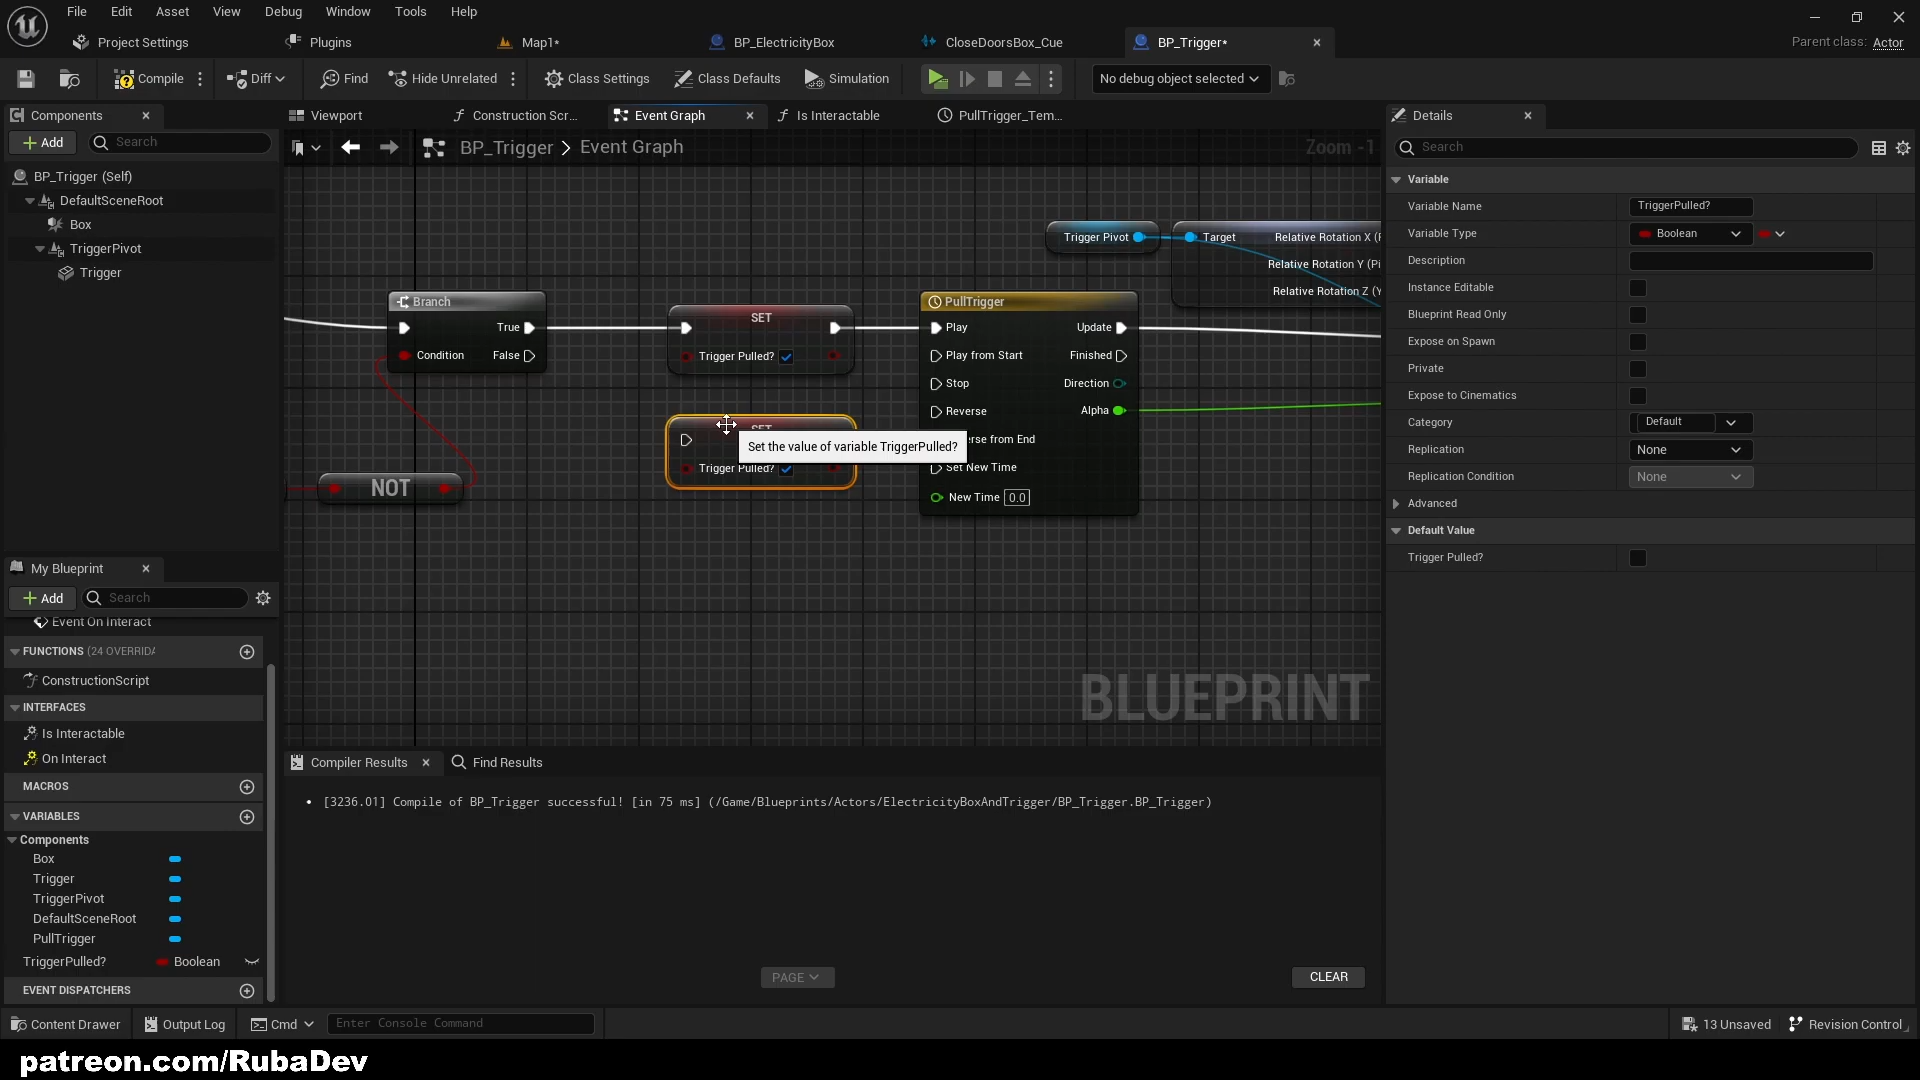 File Edit Asset View Debug Window Tools Help
Project Settings Plugins Map1* BP_ElectricityBox CloseDoorsBox_Cue BP_Trigger* Parent class: Actor
Compile Diff Find Hide Unrelated Class Settings Class Defaults Simulation No debug object selected
Components
Add Search
BP_Trigger (Self)
DefaultSceneRoot
Box
TriggerPivot
Trigger
My Blueprint
Add Search
Event On Interact
FUNCTIONS (24 OVERRIDA
ConstructionScript
INTERFACES
Is Interactable
On Interact
MACROS
VARIABLES
Components
Box
Trigger
TriggerPivot
DefaultSceneRoot
PullTrigger
TriggerPulled? Boolean
EVENT DISPATCHERS
Viewport Construction Scr... Event Graph Is Interactable PullTrigger_Tem...
BP_Trigger > Event Graph Zoom -1
Trigger Pivot
Target Relative Rotation X (F
Relative Rotation Y (Pi
Relative Rotation Z (Y
Branch
True
Condition False
SET
Trigger Pulled?
SET
Trigger Pulled?
Set the value of variable TriggerPulled?
NOT
PullTrigger
Play Update
Play from Start Finished
Stop Direction
Reverse Alpha
erse from End
Set New Time
New Time 0.0
BLUEPRINT
Compiler Results Find Results
• [3236.01] Compile of BP_Trigger successful! [in 75 ms] (/Game/Blueprints/Actors/ElectricityBoxAndTrigger/BP_Trigger.BP_Trigger)
PAGE CLEAR
Details
Search
Variable
Variable Name TriggerPulled?
Variable Type Boolean
Description
Instance Editable
Blueprint Read Only
Expose on Spawn
Private
Expose to Cinematics
Category Default
Replication None
Replication Condition None
Advanced
Default Value
Trigger Pulled?
Content Drawer Output Log Cmd Enter Console Command 13 Unsaved Revision Control
patreon.com/RubaDev